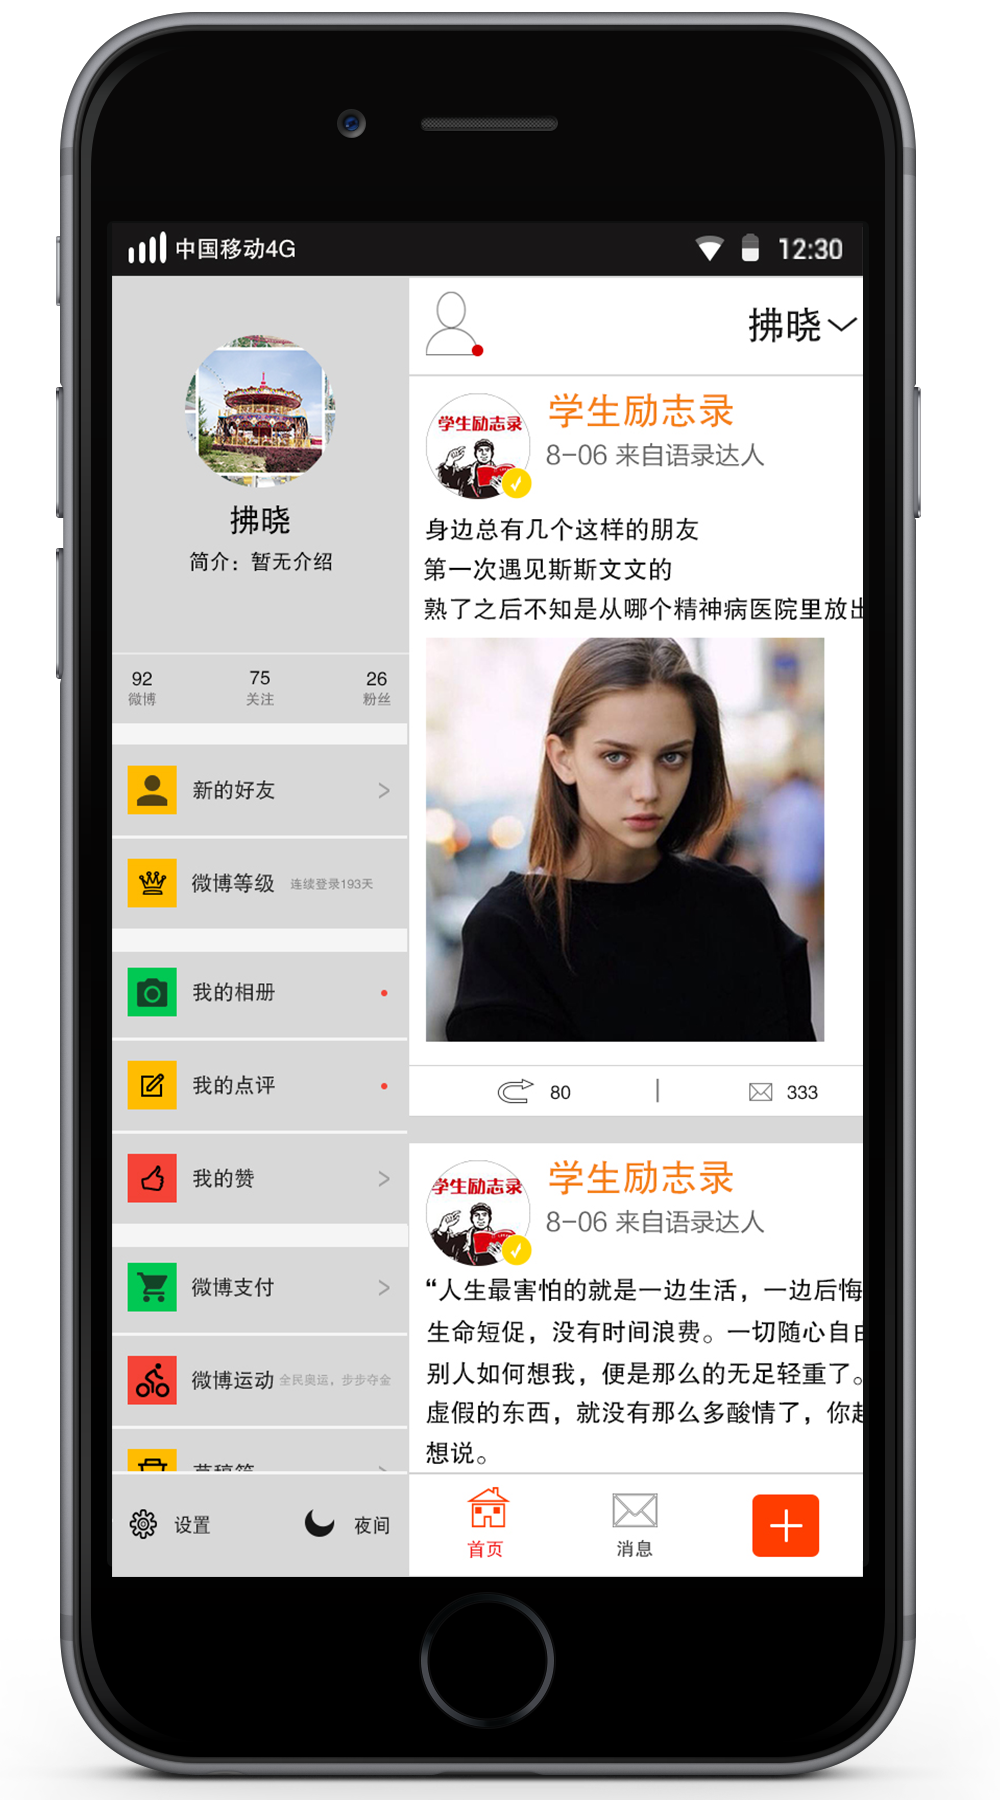 中国移动4G
12:30
拂晓
简介：暂无介绍
92
微博
75
关注
26
粉丝
新的好友
微博等级 连续登录193天
我的相册
我的点评
我的赞
微博支付
微博运动 全民奥运，步步夺金
设置
夜间
拂晓
学生励志录
学生励志录
8-06 来自语录达人
身边总有几个这样的朋友
第一次遇见斯斯文文的
熟了之后不知是从哪个精神病医院里放出
80
|
333
学生励志录
学生励志录
8-06 来自语录达人
“人生最害怕的就是一边生活，一边后悔
生命短促，没有时间浪费。一切随心自由
别人如何想我，便是那么的无足轻重了。
虚假的东西，就没有那么多酸情了，你起
想说。
首页
消息